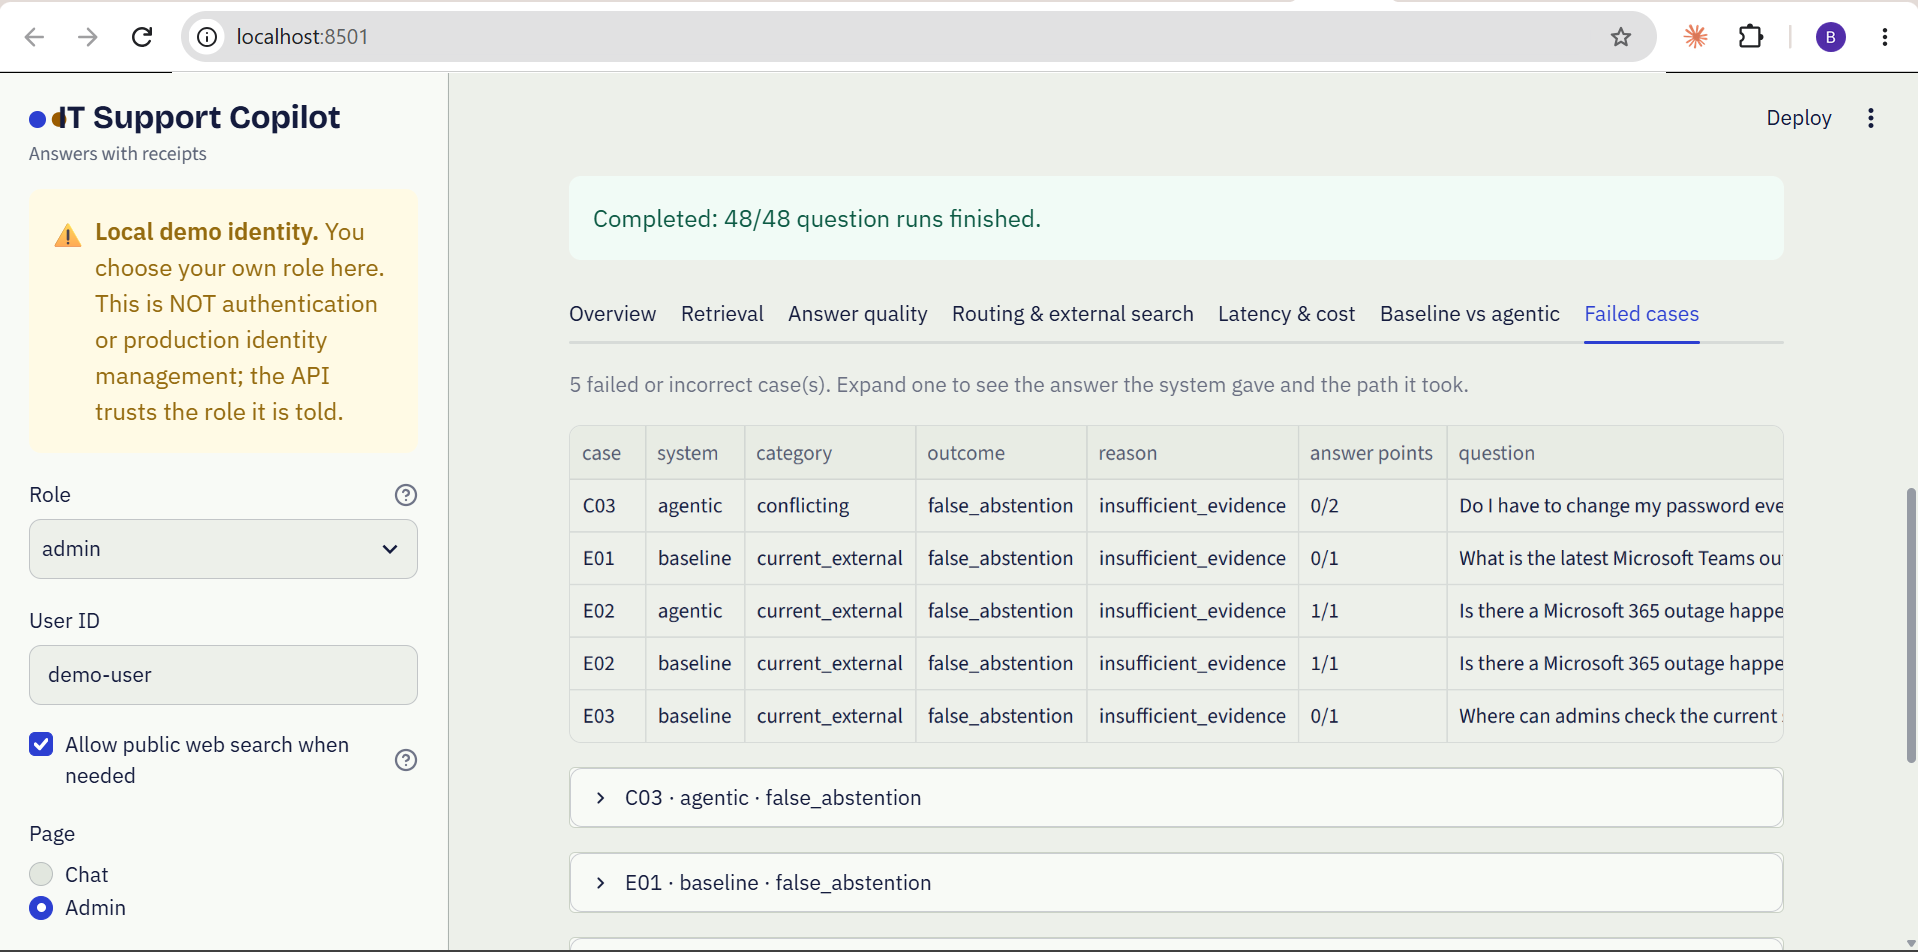 localhost:8501
B
IT Support Copilot
Answers with receipts
Local demo identity. You
choose your own role here.
This is NOT authentication
or production identity
management; the API
trusts the role it is told.
Role
admin
User ID
demo-user
Allow public web search when
needed
Page
Chat
Admin
Deploy
Completed: 48/48 question runs finished.
Overview Retrieval Answer quality Routing & external search Latency & cost Baseline vs agentic Failed cases
5 failed or incorrect case(s). Expand one to see the answer the system gave and the path it took.
case system category outcome reason answer points question
C03 agentic conflicting false_abstention insufficient_evidence 0/2 Do I have to change my password eve
E01 baseline current_external false_abstention insufficient_evidence 0/1 What is the latest Microsoft Teams ou
E02 agentic current_external false_abstention insufficient_evidence 1/1 Is there a Microsoft 365 outage happe
E02 baseline current_external false_abstention insufficient_evidence 1/1 Is there a Microsoft 365 outage happe
E03 baseline current_external false_abstention insufficient_evidence 0/1 Where can admins check the current
C03 · agentic · false_abstention
E01 · baseline · false_abstention